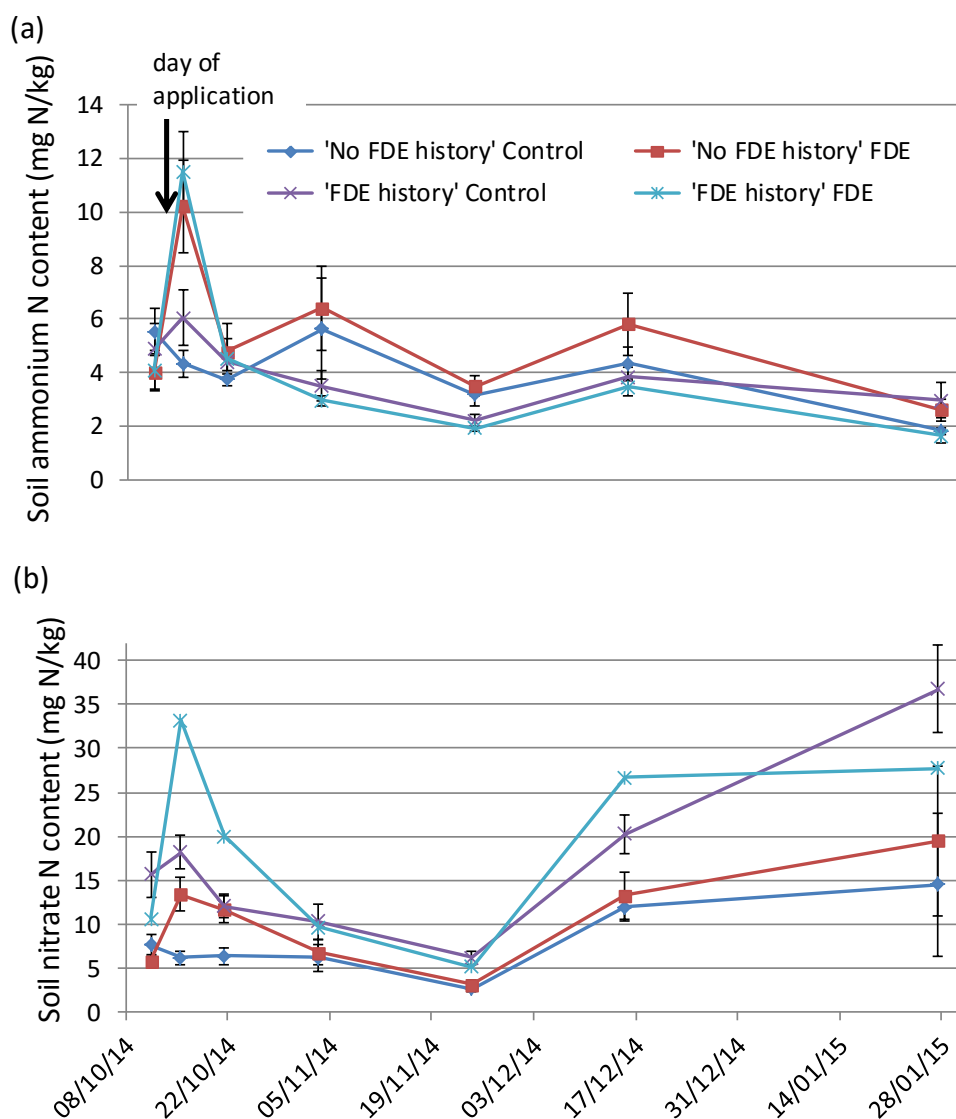 (a)
day of
application
Soil ammonium N content (mg N/kg)
14
12
10
8
6
4
2
0
'No FDE history' Control
'No FDE history' FDE
'FDE history' Control
'FDE history' FDE
(b)
Soil nitrate N content (mg N/kg)
40
35
30
25
20
15
10
5
0
08/10/14
22/10/14
05/11/14
19/11/14
03/12/14
17/12/14
31/12/14
14/01/15
28/01/15